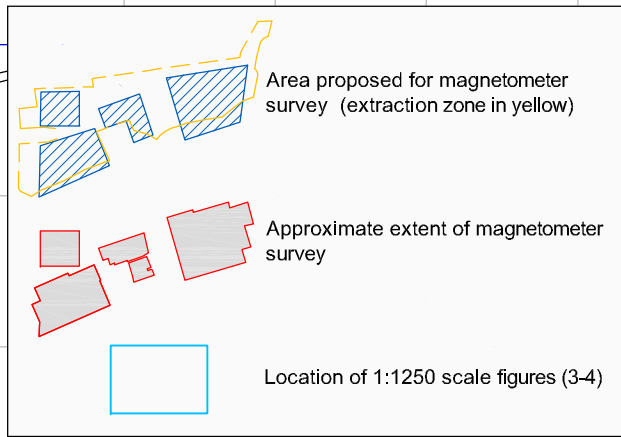 Area proposed for magnetometer
survey (extraction zone in yellow)
Approximate extent of magnetometer
survey
Location of 1:1250 scale figures (3-4)